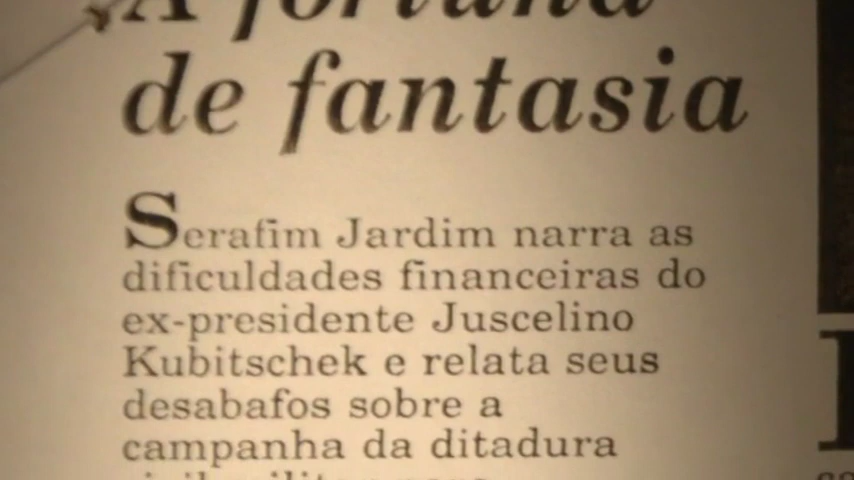 A fortuna
de fantasia
Serafim Jardim narra as
dificuldades financeiras do
ex-presidente Juscelino
Kubitschek e relata seus
desabafos sobre a
campanha da ditadura